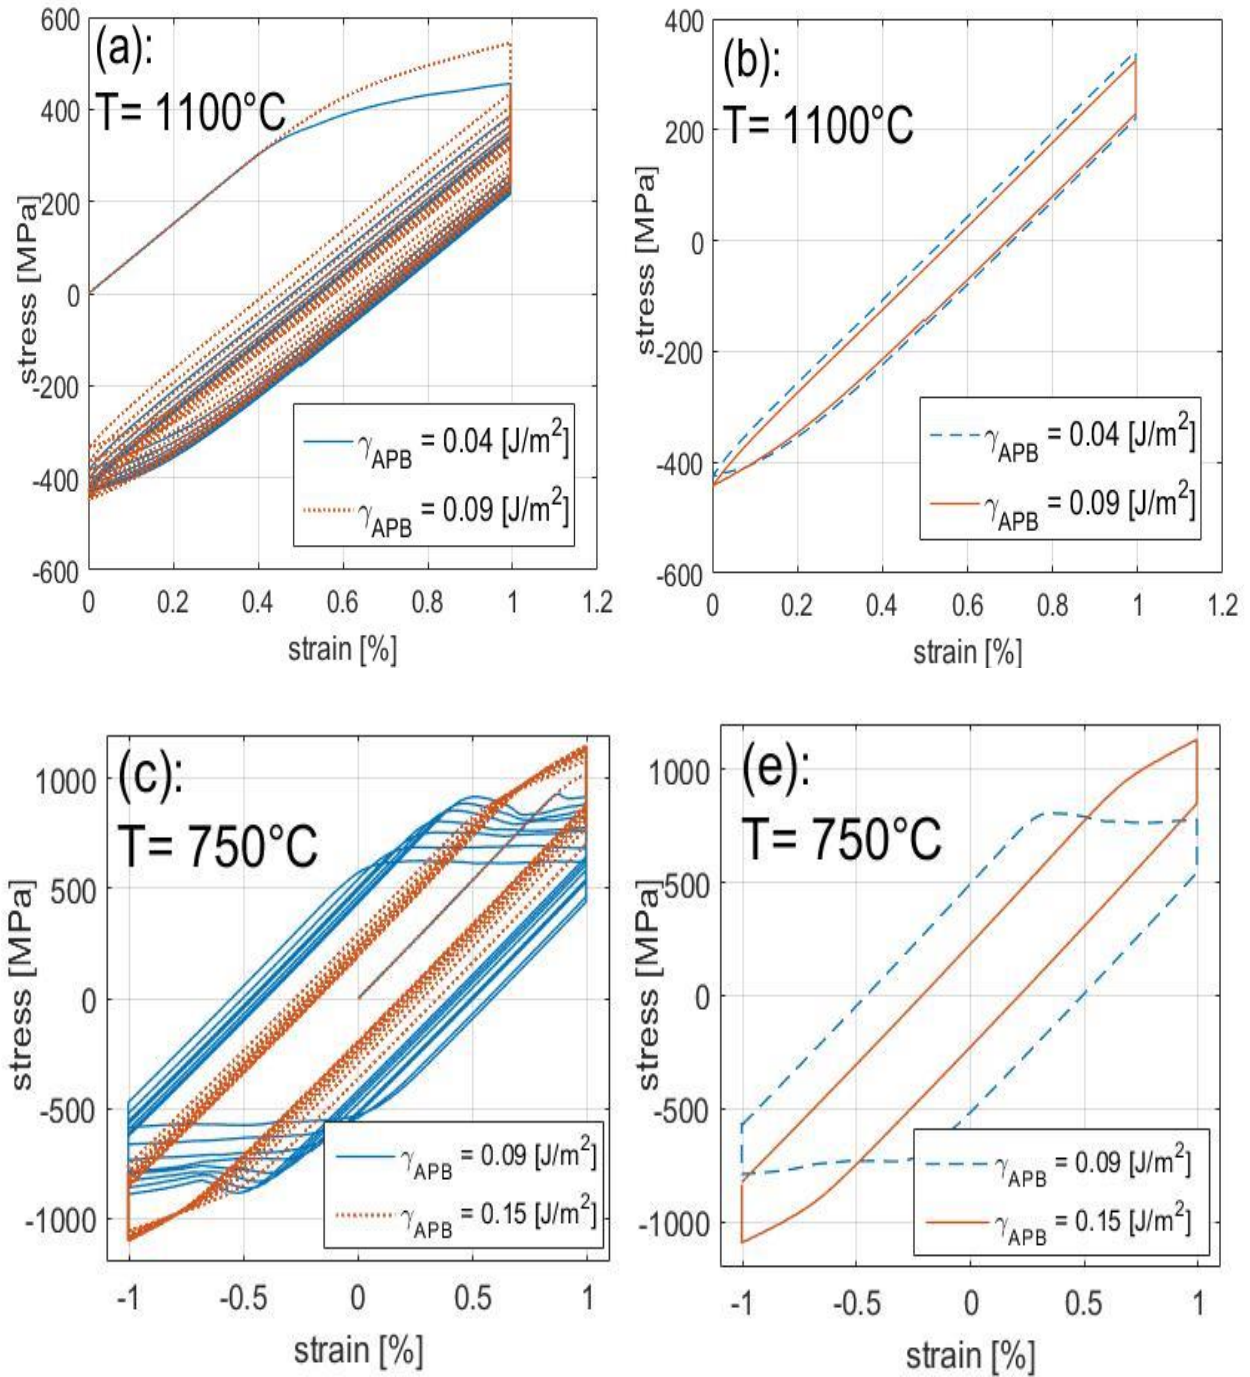 (a):
T= 1100°C
600
400
200
0
-200
-400
-600
stress [MPa]
γAPB = 0.04 [J/m²]
γAPB = 0.09 [J/m²]
0 0.2 0.4 0.6 0.8 1 1.2
strain [%]
(b):
T= 1100°C
400
200
0
-200
-400
-600
stress [MPa]
γAPB = 0.04 [J/m²]
γAPB = 0.09 [J/m²]
0 0.2 0.4 0.6 0.8 1 1.2
strain [%]
(c):
T= 750°C
1000
500
0
-500
-1000
stress [MPa]
γAPB = 0.09 [J/m²]
γAPB = 0.15 [J/m²]
-1 -0.5 0 0.5 1
strain [%]
(e):
T= 750°C
1000
500
0
-500
-1000
stress [MPa]
γAPB = 0.09 [J/m²]
γAPB = 0.15 [J/m²]
-1 -0.5 0 0.5 1
strain [%]